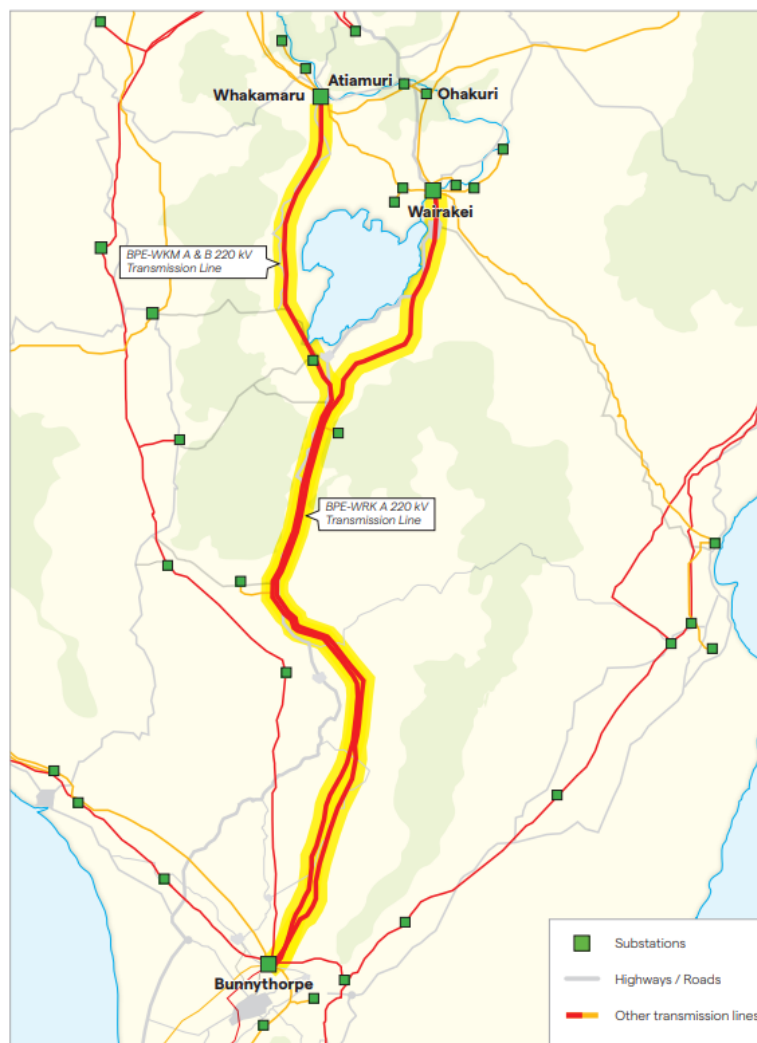 Atiamuri
Whakamaru
Ohakuri
Wairakei
BPE-WKM A & B 220 kV
Transmission Line
BPE-WRK A 220 kV
Transmission Line
Bunnythorpe
Substations
Highways / Roads
Other transmission lines